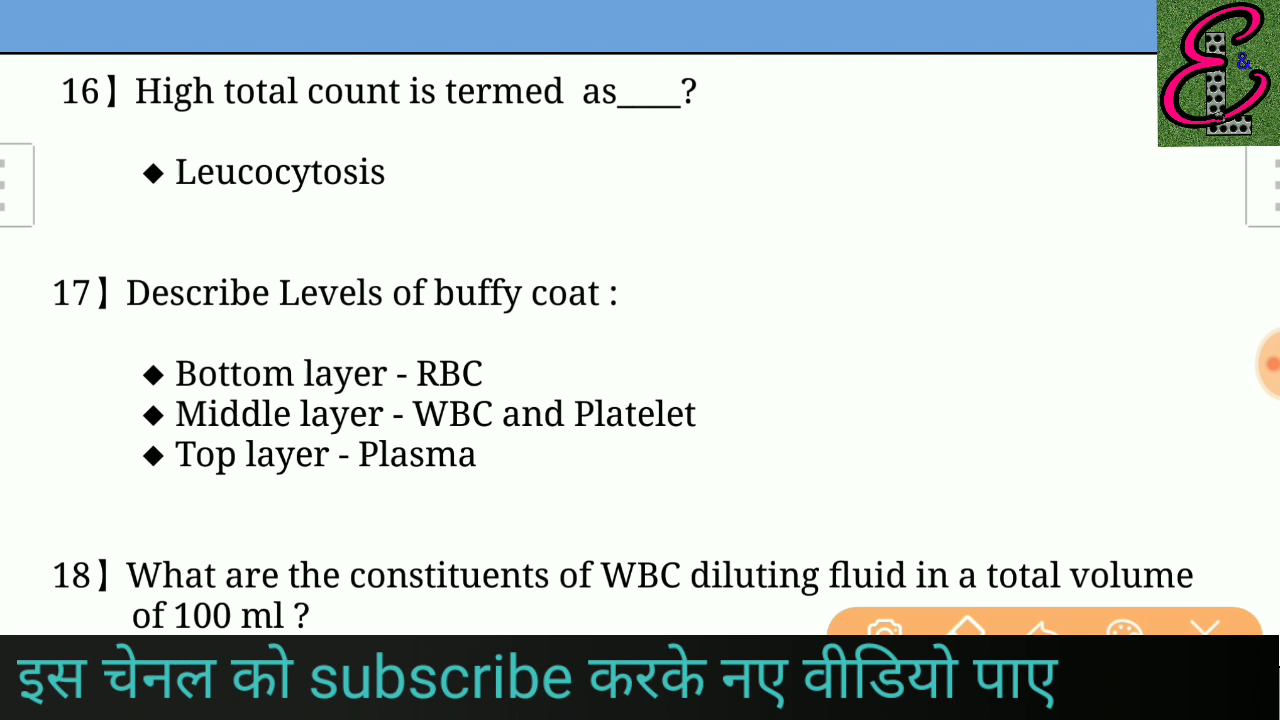 16】High total count is termed as____?
◆ Leucocytosis
17】Describe Levels of buffy coat :
◆ Bottom layer - RBC
◆ Middle layer - WBC and Platelet
◆ Top layer - Plasma
18】What are the constituents of WBC diluting fluid in a total volume
of 100 ml ?
इस चेनल को subscribe करके नए वीडियो पाए
E & L